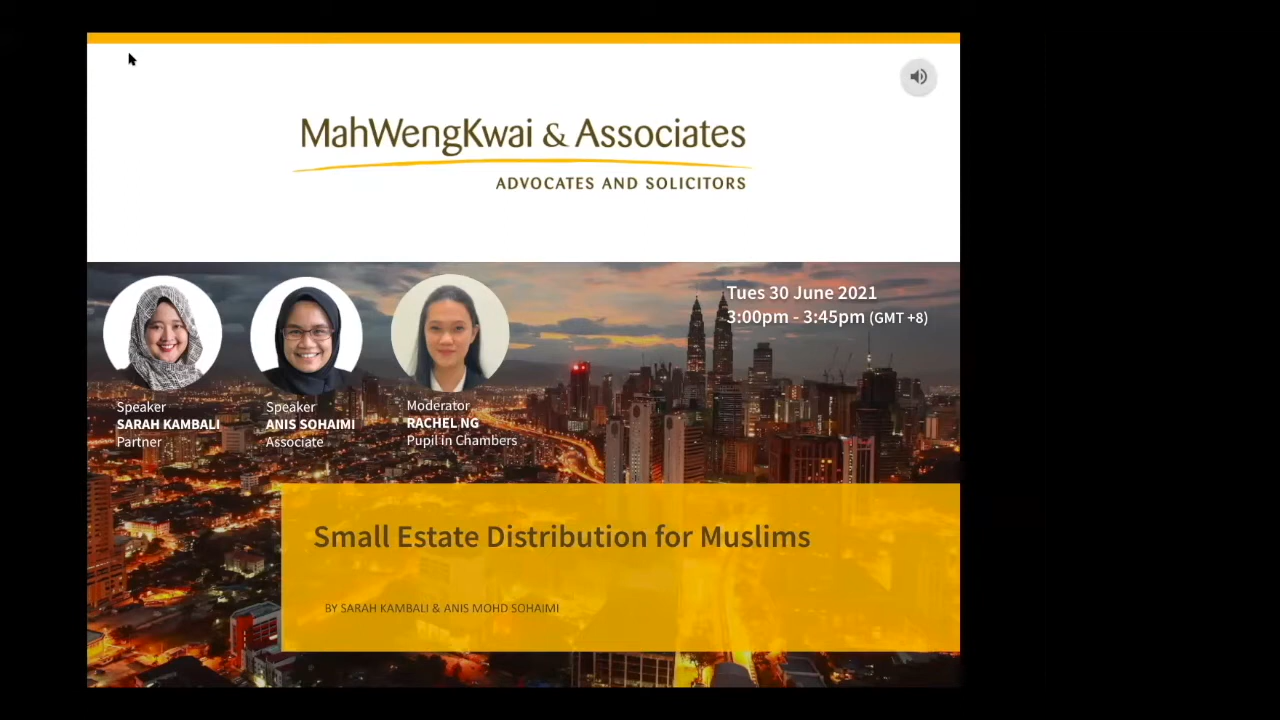 MahWengKwai & Associates
ADVOCATES AND SOLICITORS
Tues 30 June 2021
3:00pm - 3:45pm (GMT +8)
Speaker
SARAH KAMBALI
Partner
Speaker
ANIS SOHAIMI
Associate
Moderator
RACHEL NG
Pupil in Chambers
Small Estate Distribution for Muslims
BY SARAH KAMBALI & ANIS MOHD SOHAIMI